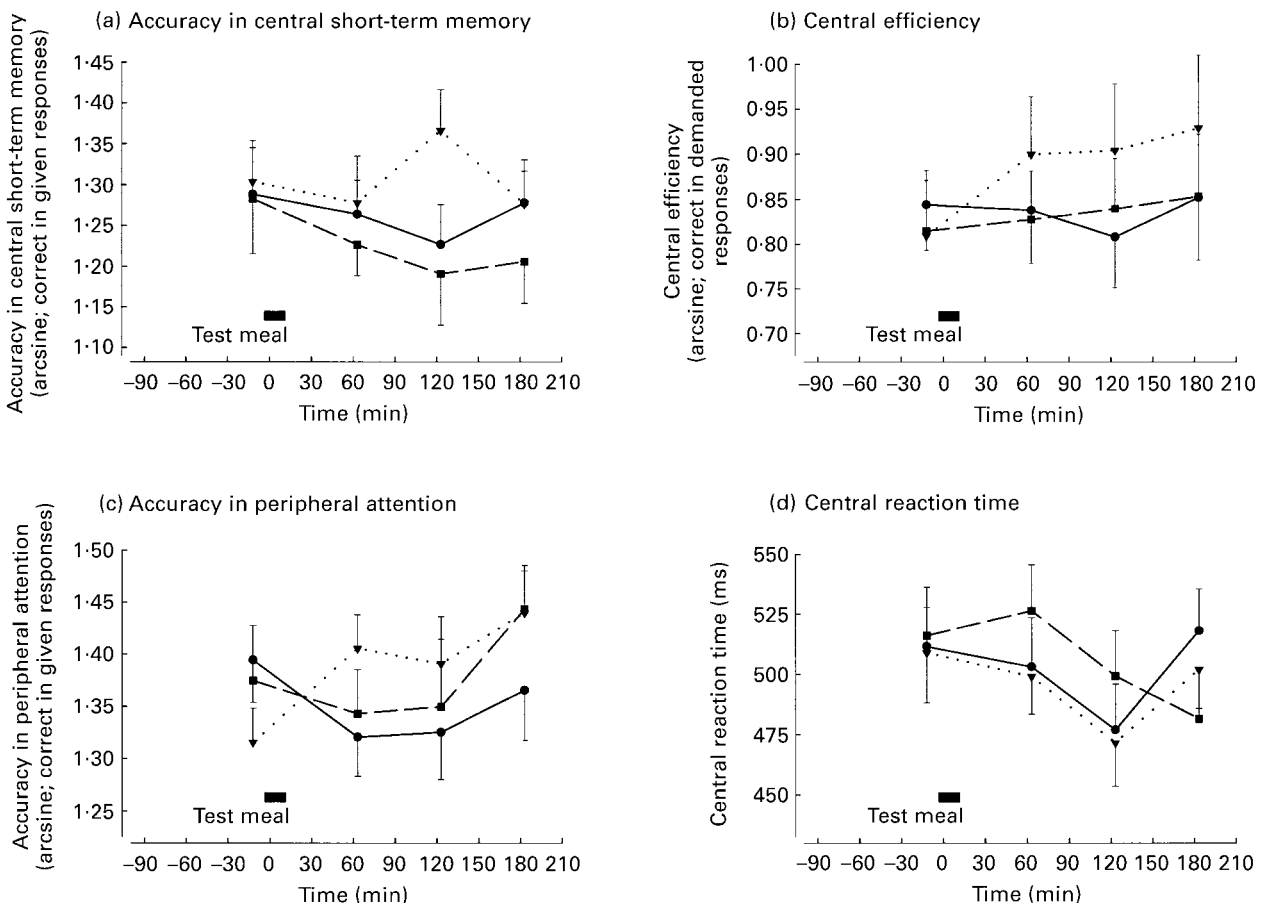 (a) Accuracy in central short-term memory
Accuracy in central short-term memory
(arcsine; correct in given responses)
1·45
1·40
1·35
1·30
1·25
1·20
1·15
1·10
Test meal
−90 −60 −30 0 30 60 90 120 150 180 210
Time (min)
(b) Central efficiency
Central efficiency
(arcsine; correct in demanded
responses)
1·00
0·95
0·90
0·85
0·80
0·75
0·70
Test meal
−90 −60 −30 0 30 60 90 120 150 180 210
Time (min)
(c) Accuracy in peripheral attention
Accuracy in peripheral attention
(arcsine; correct in given responses)
1·50
1·45
1·40
1·35
1·30
1·25
Test meal
−90 −60 −30 0 30 60 90 120 150 180 210
Time (min)
(d) Central reaction time
Central reaction time (ms)
550
525
500
475
450
Test meal
−90 −60 −30 0 30 60 90 120 150 180 210
Time (min)